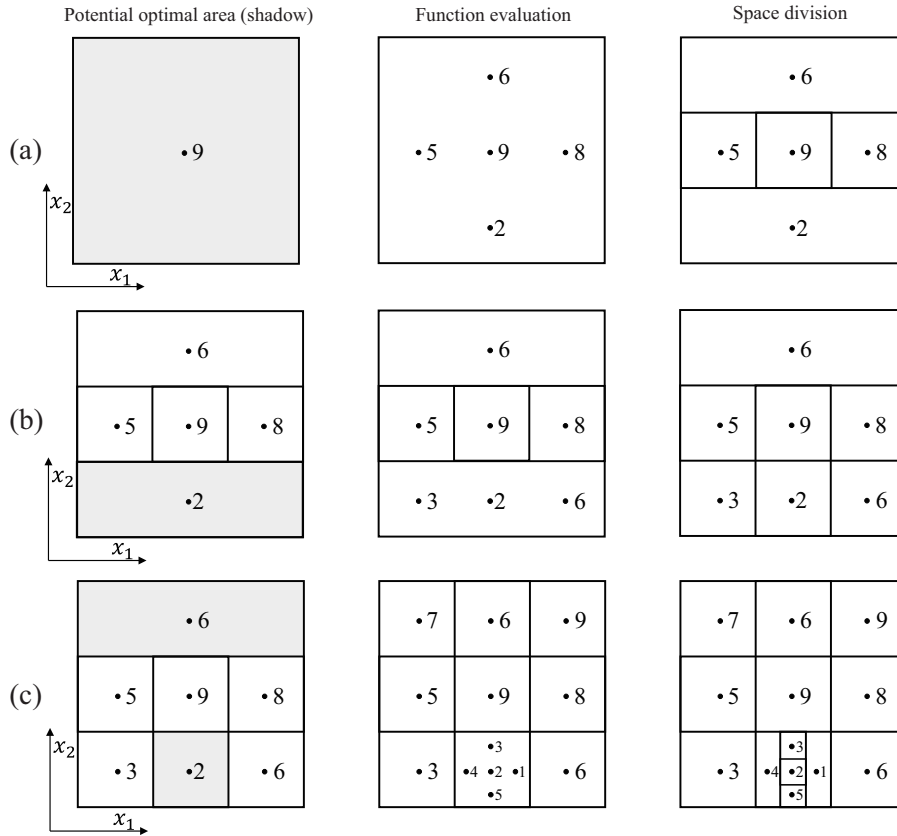 Potential optimal area (shadow) Function evaluation Space division
6 6
(a) 9 5 9 8 5 9 8
x₂
2 2
x₁
6 6 6
(b) 5 9 8 5 9 8 5 9 8
x₂
2 3 2 6 3 2 6
x₁
6 7 6 9 7 6 9
(c) 5 9 8 5 9 8 5 9 8
x₂
3 3
3 2 6 3 4 2 1 6 3 4 2 1 6
5 5
x₁